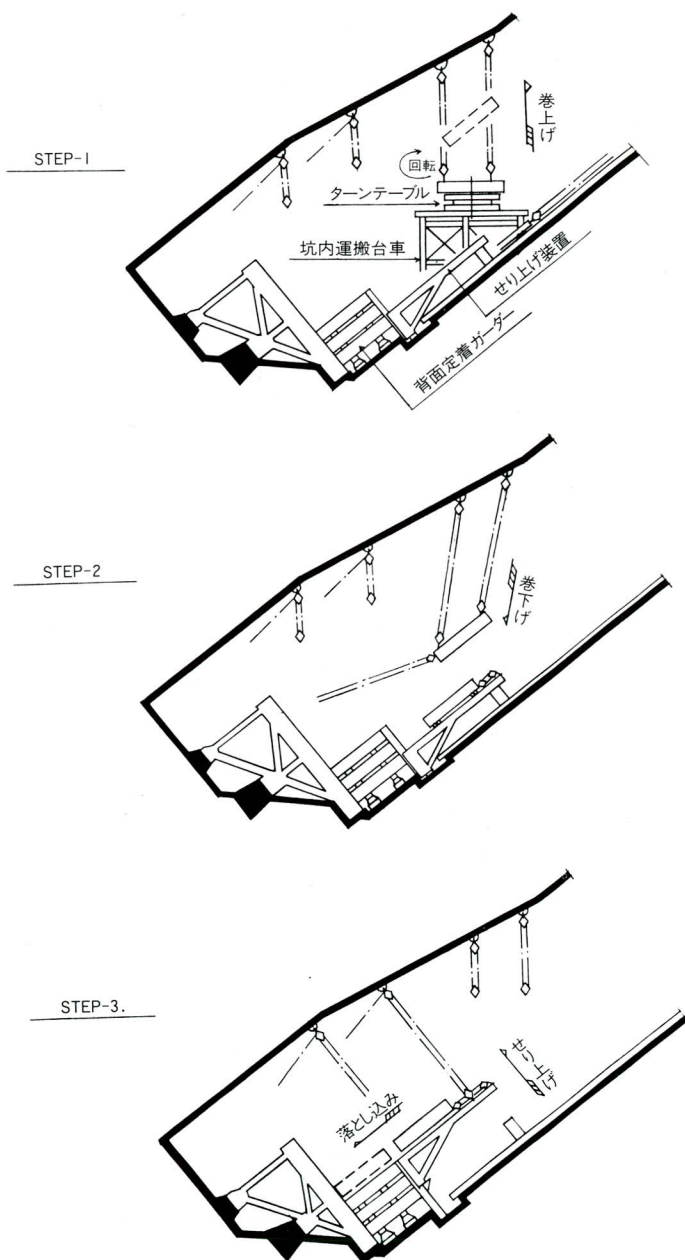 STEP-1
巻上げ
回転
ターンテーブル
坑内運搬台車
せり上げ装置
背面定着ガーダー
STEP-2
巻下げ
STEP-3.
せり上げ
落とし込み